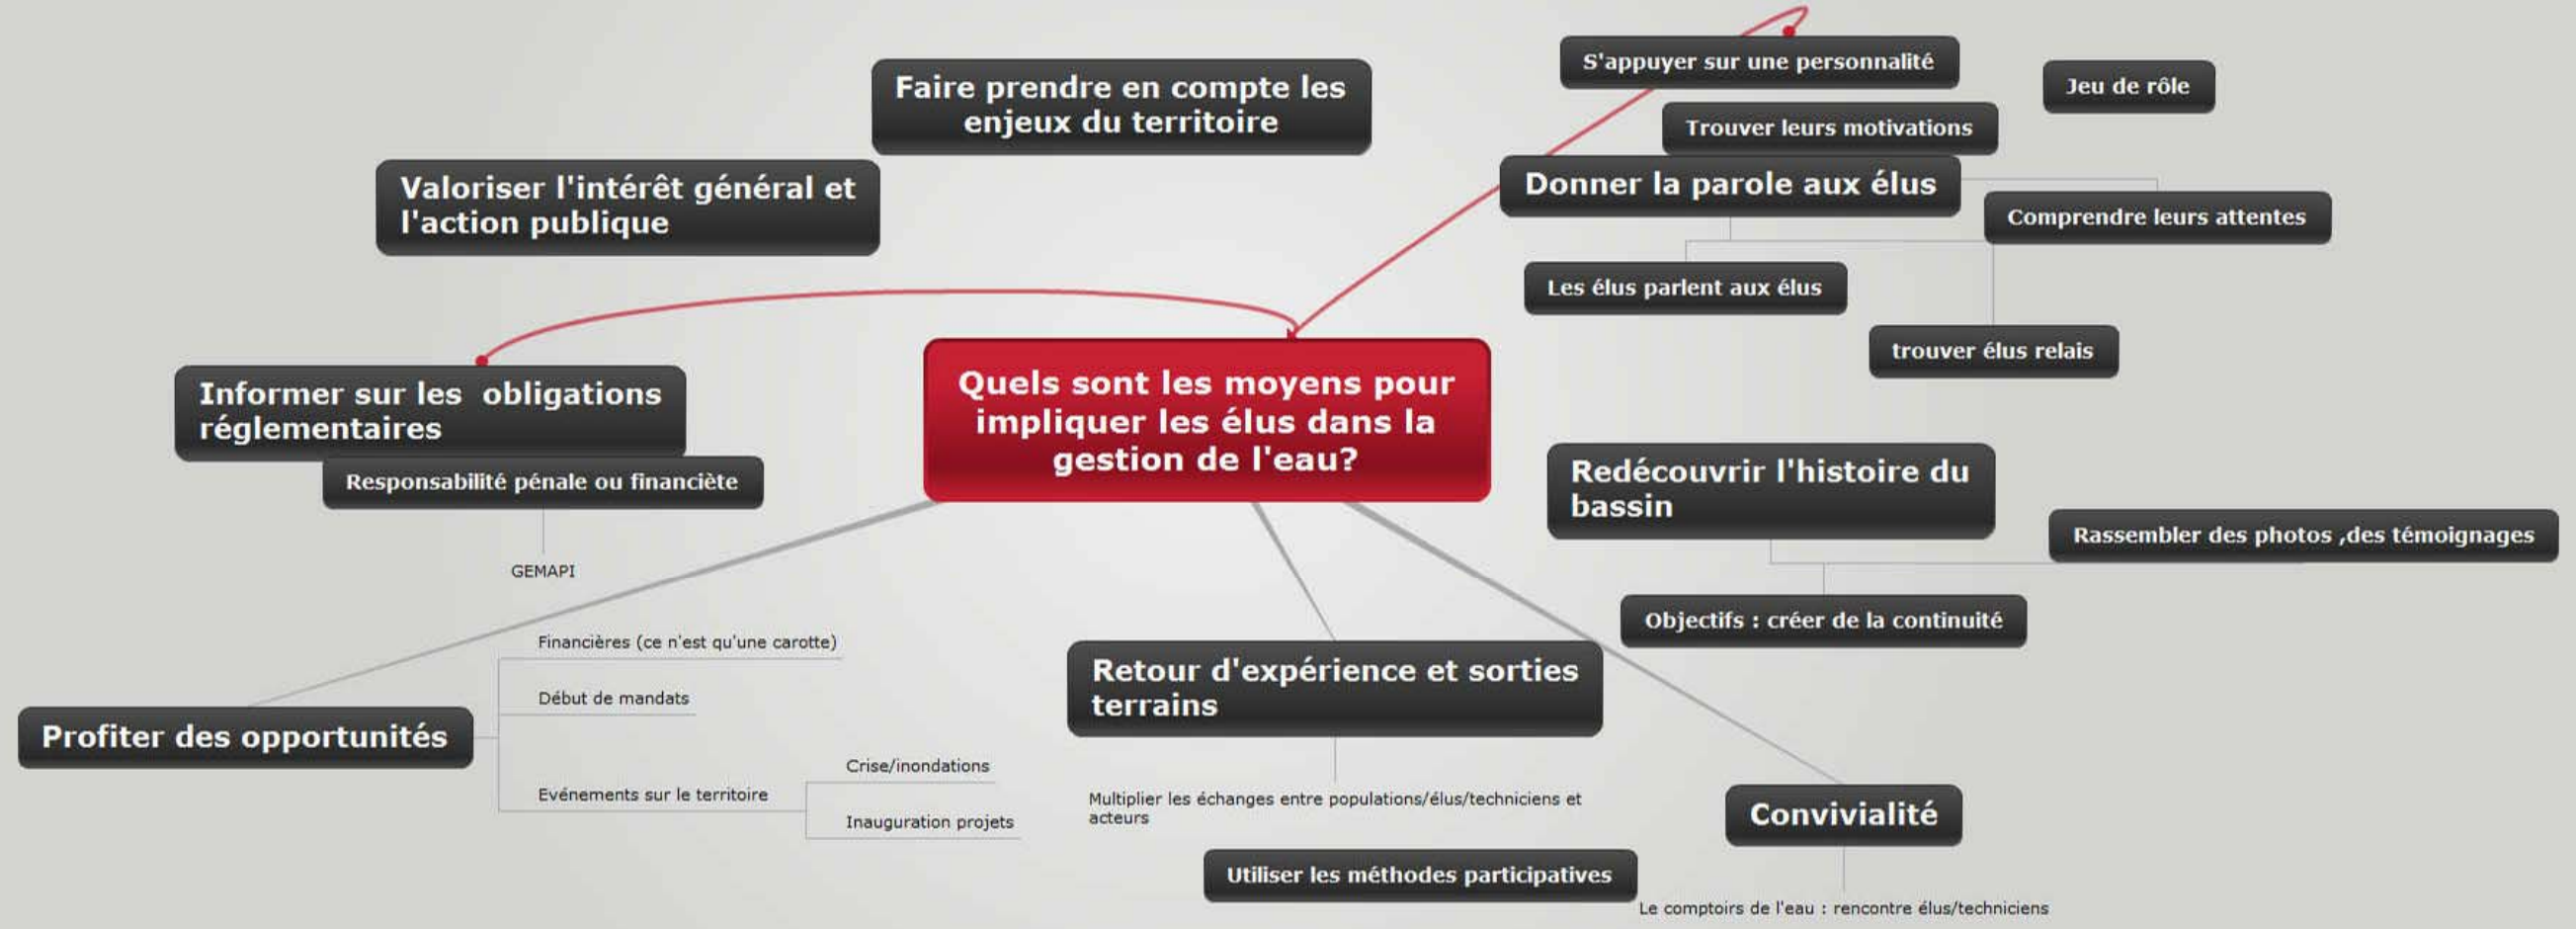 S'appuyer sur une personnalité
Jeu de rôle
Faire prendre en compte les
enjeux du territoire
Trouver leurs motivations
Valoriser l'intérêt général et
l'action publique
Donner la parole aux élus
Comprendre leurs attentes
Les élus parlent aux élus
trouver élus relais
Informer sur les  obligations
réglementaires
Responsabilité pénale ou financiète
GEMAPI
Quels sont les moyens pour
impliquer les élus dans la
gestion de l'eau?
Redécouvrir l'histoire du
bassin
Rassembler des photos ,des témoignages
Objectifs : créer de la continuité
Profiter des opportunités
Financières (ce n'est qu'une carotte)
Début de mandats
Evénements sur le territoire
Crise/inondations
Inauguration projets
Retour d'expérience et sorties
terrains
Multiplier les échanges entre populations/élus/techniciens et
acteurs
Utiliser les méthodes participatives
Convivialité
Le comptoirs de l'eau : rencontre élus/techniciens